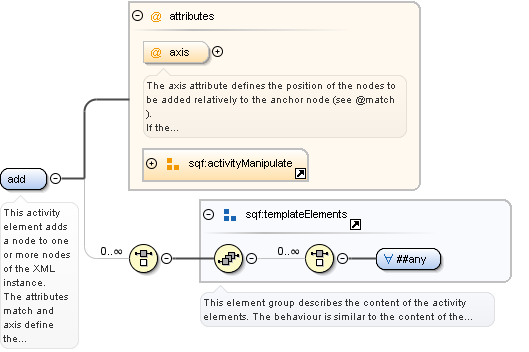 attributes
@ axis
The axis attribute defines the position of the nodes to
be added relatively to the anchor node (see @match
).
If the...
sqf:activityManipulate
add
This activity
element adds
a node to one
or more nodes
of the XML
instance.
The attributes
match and
axis define
the...
sqf:templateElements
0..∞
0..∞
∀ ##any
This element group describes the content of the activity
elements. The behaviour is similar to the content of the...